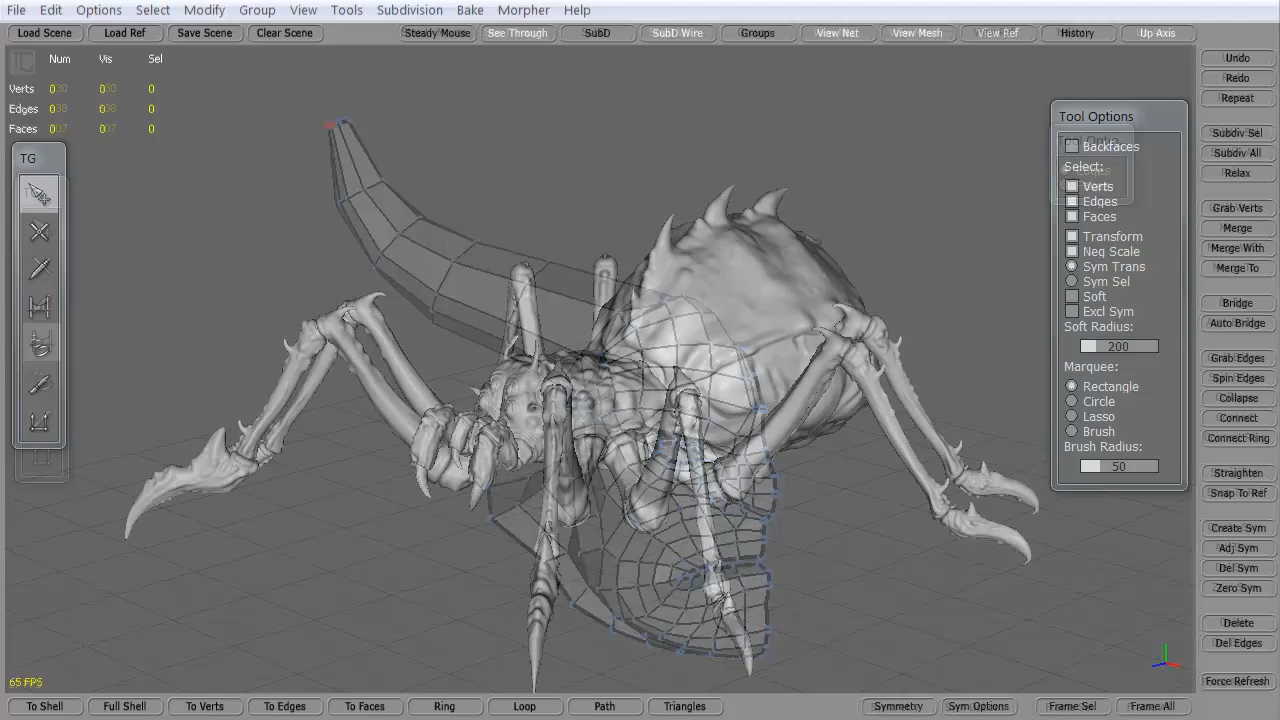 File Edit Options Select Modify Group View Tools Subdivision Bake Morpher Help
Load Scene Load Ref Save Scene Clear Scene Steady Mouse See Through SubD SubD Wire Groups View Net View Mesh View Ref History Up Axis
Num Vis Sel
Verts 0 0
Edges 0 0
Faces 0 0
TG
Tool Options
Backfaces
Select:
Verts
Edges
Faces
Transform
Neg Scale
Sym Trans
Sym Sel
Soft
Excl Sym
Soft Radius:
200
Marquee:
Rectangle
Circle
Lasso
Brush
Brush Radius:
50
Undo
Redo
Repeat
Subdiv Sel
Subdiv All
Relax
Grab Verts
Merge
Merge With
Merge To
Bridge
Auto Bridge
Grab Edges
Spin Edges
Collapse
Connect
Connect Ring
Straighten
Snap To Ref
Create Sym
Adj Sym
Del Sym
Zero Sym
Delete
Del Edges
Force Refresh
65 FPS
To Shell Full Shell To Verts To Edges To Faces Ring Loop Path Triangles Symmetry Sym Options Frame Sel Frame All